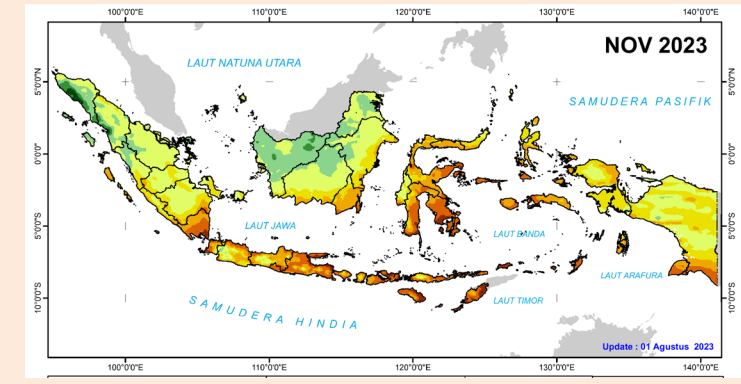 100°0'0"E 110°0'0"E 120°0'0"E 130°0'0"E 140°0'0"E
NOV 2023
LAUT NATUNA UTARA
5°0'0"N 5°0'0"N
SAMUDERA PASIFIK
0°0'0" 0°0'0"
5°0'0"S 5°0'0"S
LAUT JAWA
LAUT BANDA
LAUT ARAFURA
10°0'0"S 10°0'0"S
SAMUDERA HINDIA
LAUT TIMOR
Update : 01 Agustus 2023
100°0'0"E 110°0'0"E 120°0'0"E 130°0'0"E 140°0'0"E